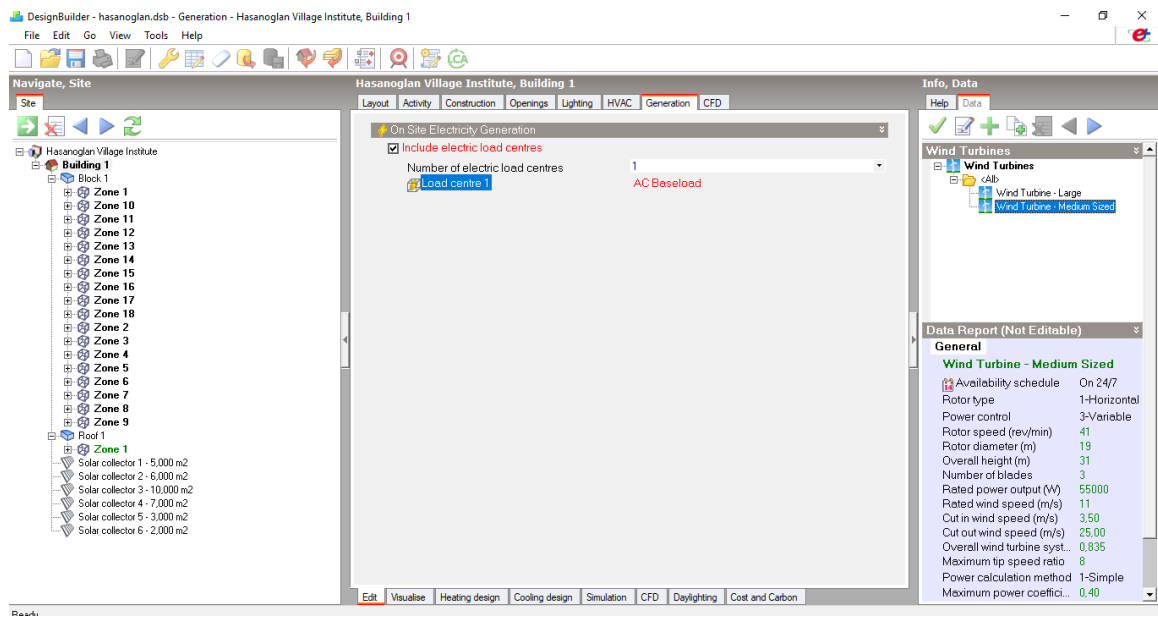 DesignBuilder - hasanoglan.dsb - Generation - Hasanoglan Village Institute, Building 1
File Edit Go View Tools Help
Navigate, Site
Site
Hasanoglan Village Institute
Building 1
Block 1
Zone 1
Zone 10
Zone 11
Zone 12
Zone 13
Zone 14
Zone 15
Zone 16
Zone 17
Zone 18
Zone 2
Zone 3
Zone 4
Zone 5
Zone 6
Zone 7
Zone 8
Zone 9
Roof 1
Zone 1
Solar collector 1 - 5,000 m2
Solar collector 2 - 6,000 m2
Solar collector 3 - 10,000 m2
Solar collector 4 - 7,000 m2
Solar collector 5 - 3,000 m2
Solar collector 6 - 2,000 m2
Hasanoglan Village Institute, Building 1
Layout Activity Construction Openings Lighting HVAC Generation CFD
On Site Electricity Generation
Include electric load centres
Number of electric load centres 1
Load centre 1 AC Baseload
Edit Visualise Heating design Cooling design Simulation CFD Daylighting Cost and Carbon
Info, Data
Help Data
Wind Turbines
Wind Turbines
<All>
Wind Turbine - Large
Wind Turbine - Medium Sized
Data Report (Not Editable)
General
Wind Turbine - Medium Sized
Availability schedule On 24/7
Rotor type 1-Horizontal
Power control 3-Variable
Rotor speed (rev/min) 41
Rotor diameter (m) 19
Overall height (m) 31
Number of blades 3
Rated power output (W) 55000
Rated wind speed (m/s) 11
Cut in wind speed (m/s) 3,50
Cut out wind speed (m/s) 25,00
Overall wind turbine syst... 0,835
Maximum tip speed ratio 8
Power calculation method 1-Simple
Maximum power coeffici... 0,40